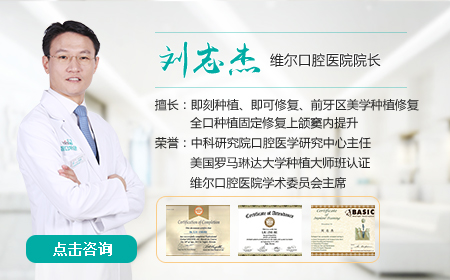 刘志杰 维尔口腔医院院长
擅长：即刻种植、即可修复、前牙区美学种植修复
全口种植固定修复上颌窦内提升
荣誉：中科研究院口腔医学研究中心主任
美国罗马琳达大学种植大师班认证
维尔口腔医院学术委员会主席
Certification of Completion
Certificate of Attendance
BASIC
点击咨询